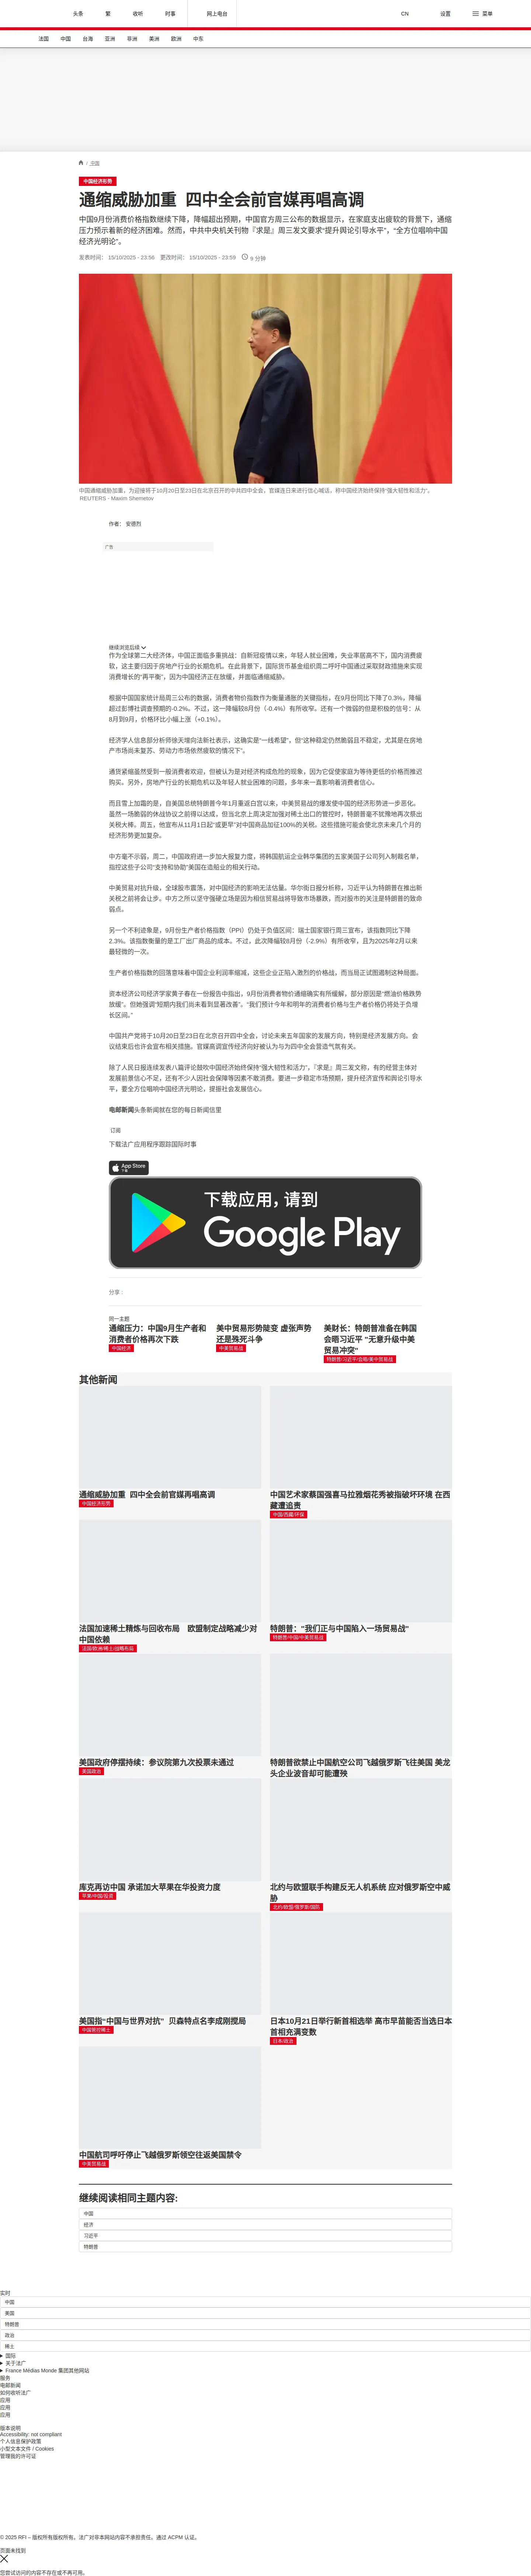 头条 繁 收听 时事 网上电台 CN 设置 菜单
法国 中国 台海 亚洲 非洲 美洲 欧洲 中东
/ 中国
中国经济形势
通缩威胁加重 四中全会前官媒再唱高调
中国9月份消费价格指数继续下降，降幅超出预期，中国官方周三公布的数据显示，在家庭支出疲软的背景下，通缩
压力预示着新的经济困难。然而，中共中央机关刊物『求是』周三发文要求“提升舆论引导水平”，“全方位唱响中国
经济光明论”。
发表时间： 15/10/2025 - 23:56 更改时间： 15/10/2025 - 23:59 9 分钟
中国通缩威胁加重，为迎接将于10月20日至23日在北京召开的中共四中全会，官媒连日来进行信心喊话，称中国经济始终保持“强大韧性和活力”。
REUTERS - Maxim Shemetov
作者： 安德烈
广告
继续浏览后续
作为全球第二大经济体，中国正面临多重挑战：自新冠疫情以来，年轻人就业困难，失业率居高不下，国内消费疲
软，这主要归因于房地产行业的长期危机。在此背景下，国际货币基金组织周二呼吁中国通过采取财政措施来实现
消费增长的“再平衡”，因为中国经济正在放缓，并面临通缩威胁。
根据中国国家统计局周三公布的数据，消费者物价指数作为衡量通胀的关键指标，在9月份同比下降了0.3%，降幅
超过彭博社调查预期的-0.2%。不过，这一降幅较8月份（-0.4%）有所收窄。还有一个微弱的但是积极的信号：从
8月到9月，价格环比小幅上涨（+0.1%）。
经济学人信息部分析师徐天壇向法新社表示，这确实是“一线希望”，但“这种稳定仍然脆弱且不稳定，尤其是在房地
产市场尚未复苏、劳动力市场依然疲软的情况下”。
通货紧缩虽然受到一般消费者欢迎，但被认为是对经济构成危险的现象，因为它促使家庭为等待更低的价格而推迟
购买。另外，房地产行业的长期危机以及年轻人就业困难的问题，多年来一直影响着消费者信心。
而且雪上加霜的是，自美国总统特朗普今年1月重返白宫以来，中美贸易战的爆发使中国的经济形势进一步恶化。
虽然一场脆弱的休战协议之前得以达成，但当北京上周决定加强对稀土出口的管控时，特朗普毫不犹豫地再次祭出
关税大棒。周五，他宣布从11月1日起“或更早”对中国商品加征100%的关税。这些措施可能会使北京未来几个月的
经济形势更加复杂。
中方毫不示弱。周二，中国政府进一步加大报复力度，将韩国航运企业韩华集团的五家美国子公司列入制裁名单，
指控这些子公司“支持和协助”美国在造船业的相关行动。
中美贸易对抗升级，全球股市震荡，对中国经济的影响无法估量。华尔街日报分析称，习近平认为特朗普在推出新
关税之前将会让步，中方之所以坚守强硬立场是因为相信贸易战将导致市场暴跌，而对股市的关注是特朗普的致命
弱点。
另一个不利迹象是，9月份生产者价格指数（PPI）仍处于负值区间：瑞士国家银行周三宣布，该指数同比下降
2.3%。该指数衡量的是工厂出厂商品的成本。不过，此次降幅较8月份（-2.9%）有所收窄，且为2025年2月以来
最轻微的一次。
生产者价格指数的回落意味着中国企业利润率缩减，这些企业正陷入激烈的价格战，而当局正试图遏制这种局面。
资本经济公司经济学家黄子春在一份报告中指出，9月份消费者物价通缩确实有所缓解，部分原因是“燃油价格跌势
放缓”。但她强调“短期内我们尚未看到显著改善”。“我们预计今年和明年的消费者价格与生产者价格仍将处于负增
长区间。”
中国共产党将于10月20日至23日在北京召开四中全会，讨论未来五年国家的发展方向，特别是经济发展方向。会
议结束后也许会宣布相关措施。官媒高调宣传经济向好被认为与为四中全会营造气氛有关。
除了人民日报连续发表八篇评论鼓吹中国经济始终保持“强大韧性和活力”，『求是』周三发文称，有的经营主体对
发展前景信心不足，还有不少人因社会保障等因素不敢消费。要进一步稳定市场预期，提升经济宣传和舆论引导水
平，要全方位唱响中国经济光明论，提振社会发展信心。
电邮新闻头条新闻就在您的每日新闻信里
订阅
下载法广应用程序跟踪国际时事
App Store
下载
下载应用，请到
Google Play
分享 :
同一主题
通缩压力：中国9月生产者和
消费者价格再次下跌
中国经济
美中贸易形势陡变 虚张声势
还是殊死斗争
中美贸易战
美财长：特朗普准备在韩国
会晤习近平 “无意升级中美
贸易冲突”
特朗普/习近平/会晤/美中贸易战
其他新闻
通缩威胁加重 四中全会前官媒再唱高调
中国经济形势
中国艺术家蔡国强喜马拉雅烟花秀被指破坏环境 在西
藏遭追责
中国/西藏/环保
法国加速稀土精炼与回收布局 欧盟制定战略减少对
中国依赖
法国/欧洲/稀土/战略布局
特朗普：“我们正与中国陷入一场贸易战”
特朗普/中国/中美贸易战
美国政府停摆持续：参议院第九次投票未通过
美国政治
特朗普欲禁止中国航空公司飞越俄罗斯飞往美国 美龙
头企业波音却可能遭殃
库克再访中国 承诺加大苹果在华投资力度
苹果/中国/投资
北约与欧盟联手构建反无人机系统 应对俄罗斯空中威
胁
北约/欧盟/俄罗斯/国防
美国指“中国与世界对抗” 贝森特点名李成刚搅局
中国管控稀土
日本10月21日举行新首相选举 高市早苗能否当选日本
首相充满变数
日本/政治
中国航司呼吁停止飞越俄罗斯领空往返美国禁令
中美贸易战
继续阅读相同主题内容:
中国
经济
习近平
特朗普
实时
中国
美国
特朗普
政治
稀土
国际
关于法广
France Médias Monde 集团其他网站
服务
电邮新闻
如何收听法广
应用
应用
应用
版本说明
Accessibility: not compliant
个人信息保护政策
小型文本文件 / Cookies
管理我的许可证
© 2025 RFI – 版权所有版权所有。法广对非本网站内容不承担责任。通过 ACPM 认证。
页面未找到
您尝试访问的内容不存在或不再可用。